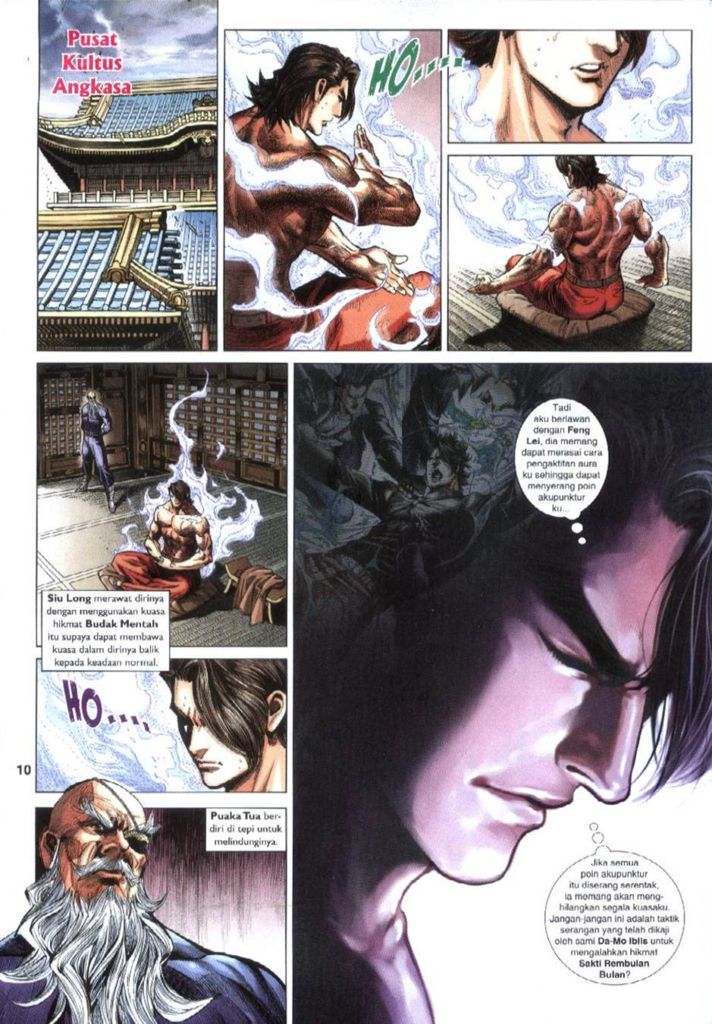 Pusat
Kultus
Angkasa
HO.....
Siu Long merawat dirinya
dengan menggunakan kuasa
hikmat Budak Mentah
itu supaya dapat membawa
kuasa dalam dirinya balik
kepada keadaan normal.
Tadi
aku berlawan
dengan Feng
Lei, dia memang
dapat merasai cara
pengaktifan aura
ku sehingga dapat
menyerang poin
akupunktur
ku...
HO....
10
Puaka Tua ber-
diri di tepi untuk
melindunginya.
Jika semua
poin akupunktur
itu diserang serentak,
ia memang akan meng-
hilangkan segala kuasaku.
Jangan-jangan ini adalah taktik
serangan yang telah dikaji
oleh sami Da-Mo Iblis untuk
mengalahkan hikmat
Sakti Rembulan
Bulan?